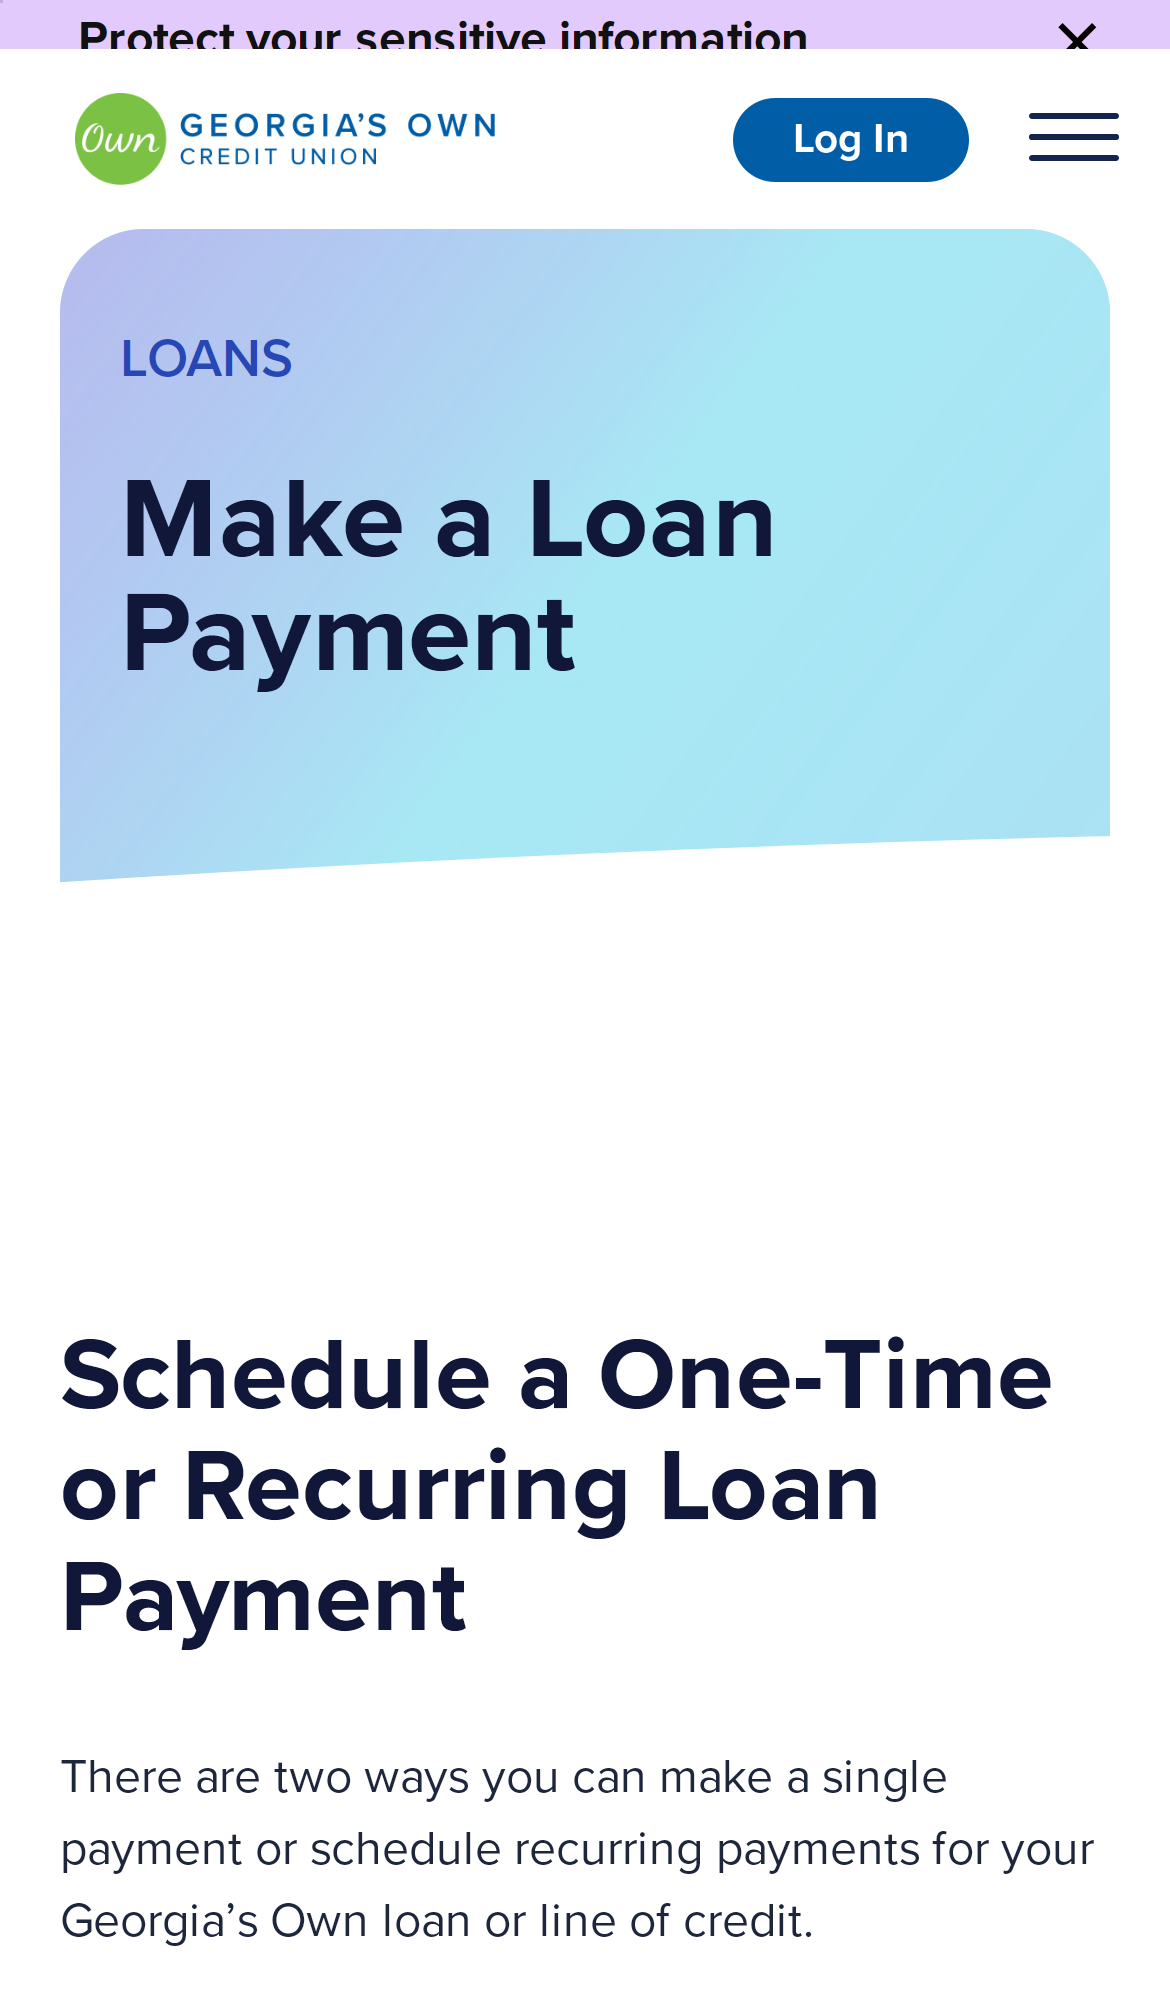 Protect your sensitive information
Own
GEORGIA’S OWN
CREDIT UNION
Log In
LOANS
Make a Loan
Payment
Schedule a One-Time
or Recurring Loan
Payment
There are two ways you can make a single
payment or schedule recurring payments for your
Georgia’s Own loan or line of credit.